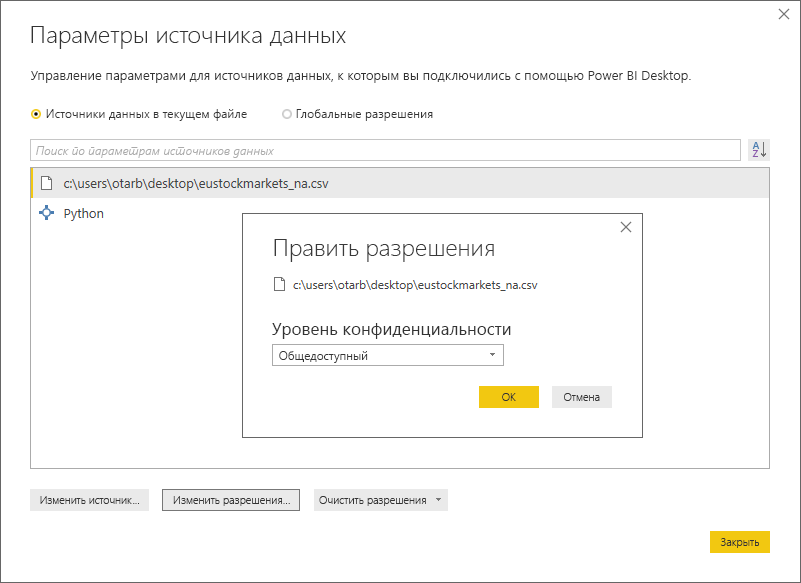 Параметры источника данных
Управление параметрами для источников данных, к которым вы подключились с помощью Power BI Desktop.
Источники данных в текущем файле
Глобальные разрешения
Поиск по параметрам источников данных
A
Z
c:\users\otarb\desktop\eustockmarkets_na.csv
Python
Править разрешения
c:\users\otarb\desktop\eustockmarkets_na.csv
Уровень конфиденциальности
Общедоступный
ОК
Отмена
Изменить источник...
Изменить разрешения...
Очистить разрешения
Закрыть